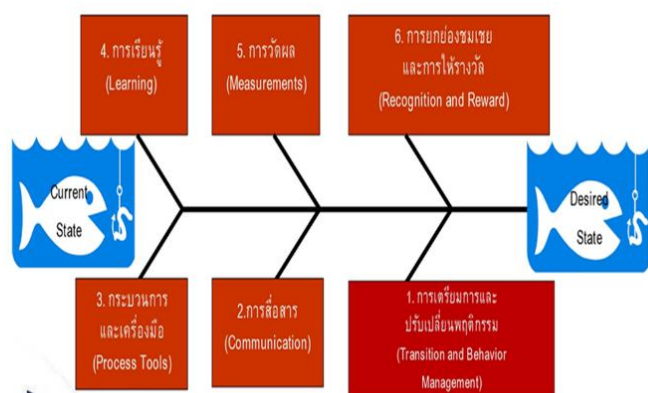 4. การเรียนรู้
(Learning)
5. การวัดผล
(Measurements)
6. การยกย่องชมเชย
และการให้รางวัล
(Recognition and Reward)
Current
State
Desired
State
3. กระบวนการ
และเครื่องมือ
(Process Tools)
2.การสื่อสาร
(Communication)
1. การเตรียมการและ
ปรับเปลี่ยนพฤติกรรม
(Transition and Behavior
Management)